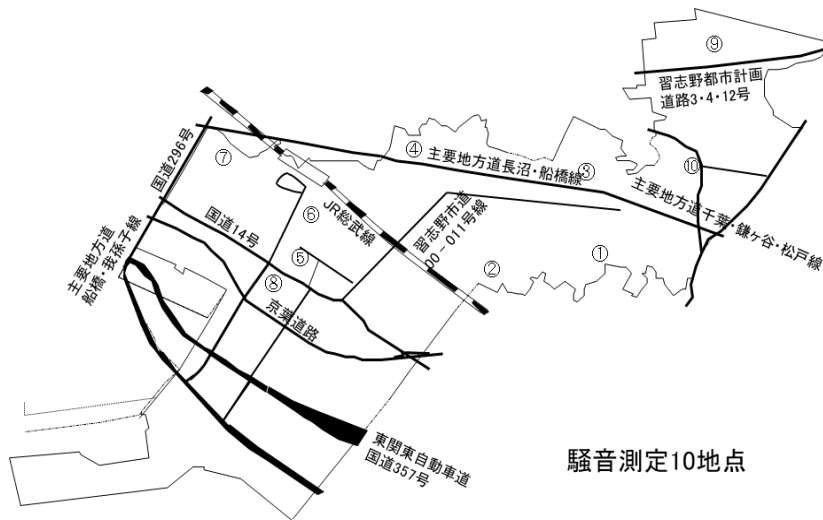 ⑨
習志野都市計画
道路3・4・12号
国道296号
⑦
④
主要地方道長沼・船橋線
③
⑩
主要地方道千葉・鎌ヶ谷・松戸線
⑥
JR総武線
習志野市道
00－011号線
国道14号
⑤
②
①
主要地方道
船橋・我孫子線
⑧
京葉道路
東関東自動車道
国道357号
騒音測定10地点